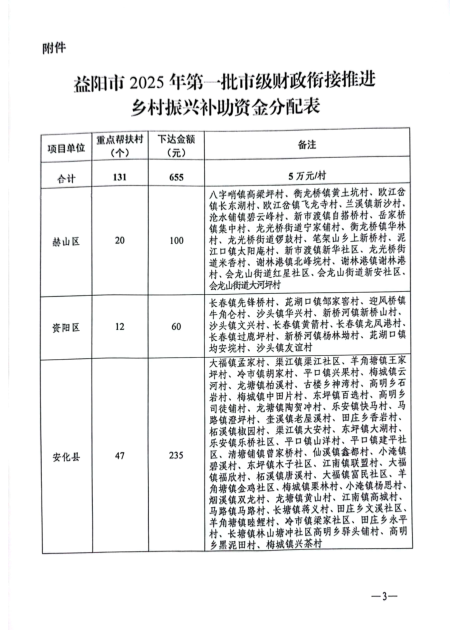 附件
益阳市 2025 年第一批市级财政衔接推进
乡村振兴补助资金分配表
项目单位
重点帮扶村
(个)
下达金额
(元)
备注
合计
131
655
5 万元/村
赫山区
20
100
八字哨镇高梁坪村、衡龙桥镇黄土坑村、欧江岔
镇长东湖村、欧江岔镇飞龙寺村、兰溪镇新沙村、
沧水铺镇碧云峰村、新市渡镇自搭桥村、岳家桥
镇集中村、龙光桥街道宁家铺村、衡龙桥镇华林
村、龙光桥街道锣鼓村、笔架山乡上新桥村、泥
江口镇太阳庵村、新市渡镇新华社区、龙光桥街
道米香村、谢林港镇北峰垸村、谢林港镇谢林港
村、会龙山街道红星社区、会龙山街道新安社区、
会龙山街道大河坪村
资阳区
12
60
长春镇先锋桥村、茈湖口镇邹家窖村、迎风桥镇
牛角仑村、沙头镇华兴村、新桥河镇新桥山村、
沙头镇文兴村、长春镇黄箭村、长春镇龙凤港村、
长春镇过鹿坪村、新桥河镇杨林坳村、茈湖口镇
均安垸村、沙头镇友谊村
安化县
47
235
大福镇孟家村、渠江镇渠江社区、羊角塘镇王家
坪村、冷市镇胡家村、平口镇兴果村、梅城镇云
河村、龙塘镇柏溪村、古楼乡神湾村、高明乡石
岩村、梅城镇中田片村、东坪镇百选村、高明乡
司徒铺村、龙塘镇陶贺冲村、乐安镇快马村、马
路镇澄坪村、奎溪镇老屋溪村、田庄乡香岩村、
柘溪镇椒园村、渠江镇大安村、东坪镇大湖村、
乐安镇乐桥社区、平口镇山洋村、平口镇建平社
区、清塘铺镇曾家桥村、仙溪镇鑫都村、小淹镇
碧溪村、东坪镇木子社区、江南镇联盟村、大福
镇福欣村、柘溪镇唐溪村、大福镇富民社区、羊
角塘镇金鸡社区、梅城镇栗林村、小淹镇杨思村、
烟溪镇双龙村、龙塘镇黄山村、江南镇高城村、
马路镇马路村、长塘镇蒋义村、田庄乡文溪社区、
羊角塘镇睦鲤村、冷市镇梁家社区、田庄乡永平
村、长塘镇林山塘冲社区高明乡驿头铺村、高明
乡黑泥田村、梅城镇兴茶村
—3—